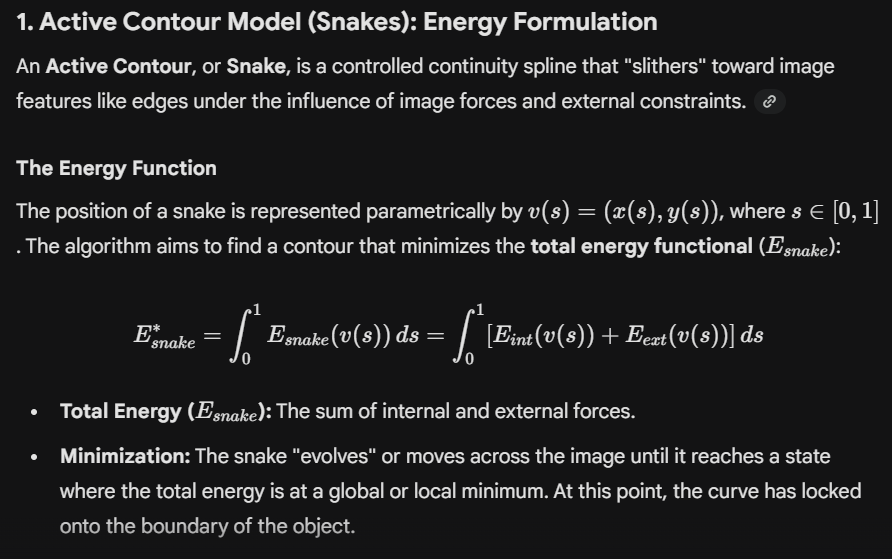 1. Active Contour Model (Snakes): Energy Formulation
An Active Contour, or Snake, is a controlled continuity spline that "slithers" toward image
features like edges under the influence of image forces and external constraints.
The Energy Function
The position of a snake is represented parametrically by v(s) = (x(s), y(s)), where s ∈ [0, 1]
. The algorithm aims to find a contour that minimizes the total energy functional (E_{snake}):
E^*_{snake} = ∫_0^1 E_{snake}(v(s)) ds = ∫_0^1 [E_{int}(v(s)) + E_{ext}(v(s))] ds
• Total Energy (E_{snake}): The sum of internal and external forces.
• Minimization: The snake "evolves" or moves across the image until it reaches a state
where the total energy is at a global or local minimum. At this point, the curve has locked
onto the boundary of the object.